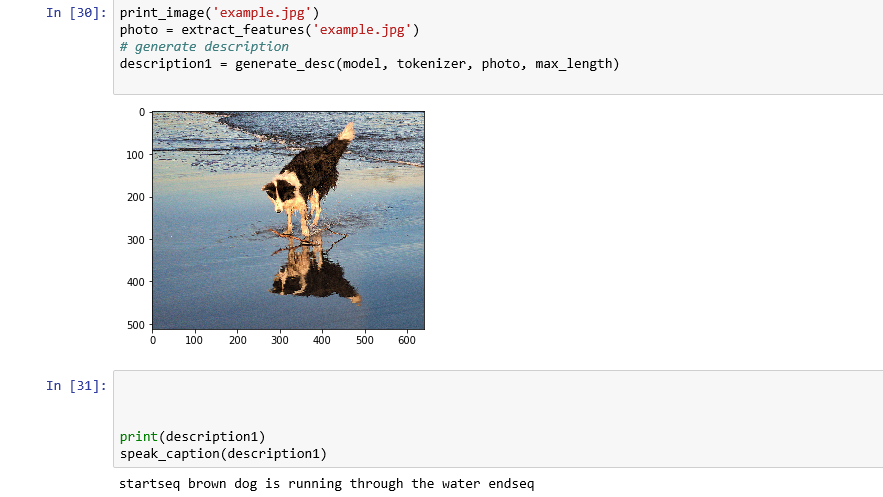 In [30]: print_image('example.jpg')
photo = extract_features('example.jpg')
# generate description
description1 = generate_desc(model, tokenizer, photo, max_length)
0
100
200
300
400
500
0 100 200 300 400 500 600
In [31]:
print(description1)
speak_caption(description1)
startseq brown dog is running through the water endseq